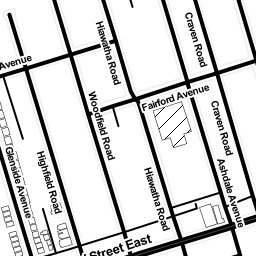 Hiawatha Road
Craven Road
Avenue
Fairford Avenue
Woodfield Road
Craven Road
Glenside Avenue
Highfield Road
Hiawatha Road
Ashdale Avenue
Street East